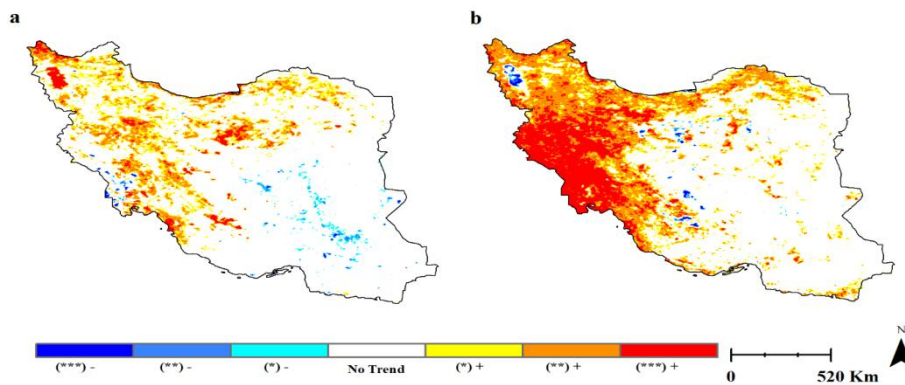 a
b
N
(***) - (**) - (*) - No Trend (*) + (**) + (***) +
0 520 Km